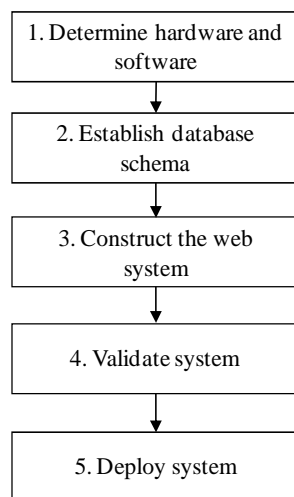 1. Determine hardware and
software
2. Establish database
schema
3. Construct the web
system
4. Validate system
5. Deploy system